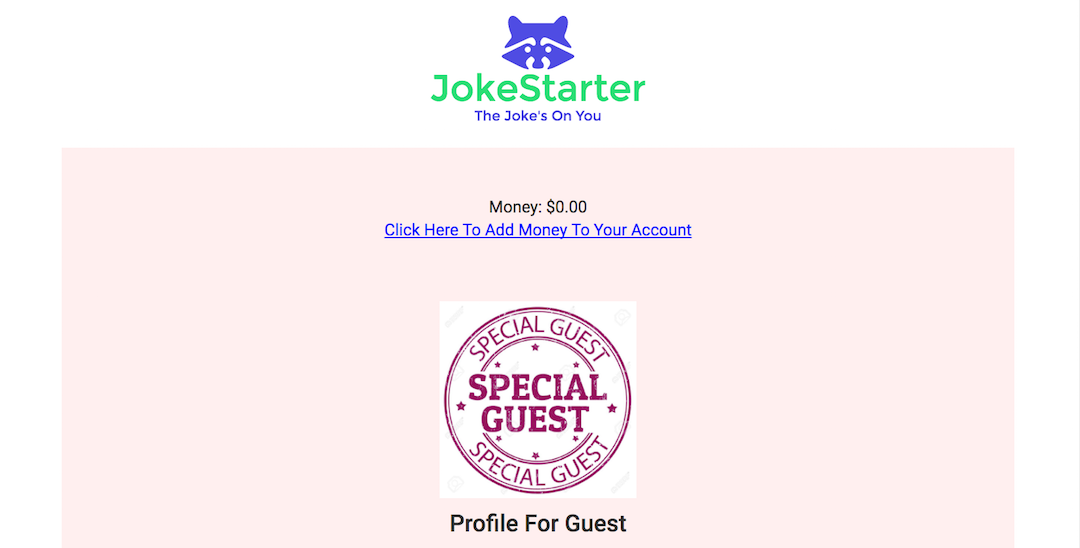 JokeStarter
The Joke's On You
Money: $0.00
Click Here To Add Money To Your Account
SPECIAL GUEST
SPECIAL
GUEST
SPECIAL GUEST
Profile For Guest